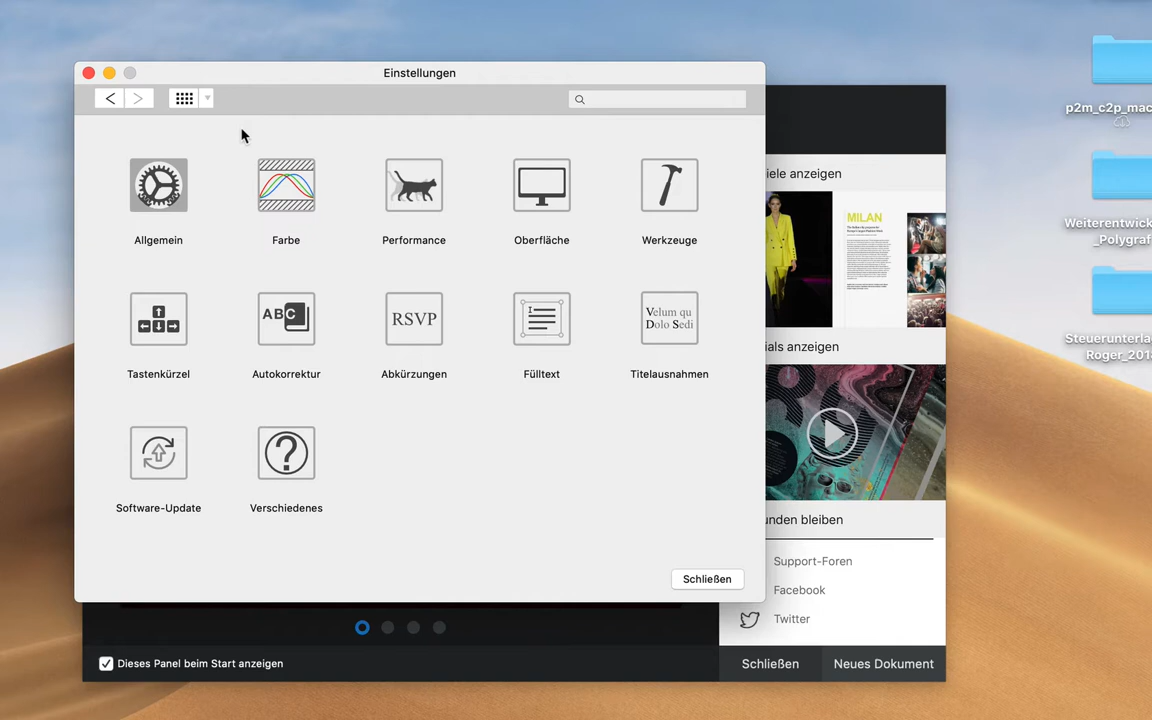 Einstellungen
p2m_c2p_mac
iele anzeigen
MILAN
Allgemein
Farbe
Performance
Oberfläche
Werkzeuge
Weiterentwick
_Polygraf
ABC
RSVP
Velum qu
Dolo Sedi
ials anzeigen
Steuerunterla
Roger_201
Tastenkürzel
Autokorrektur
Abkürzungen
Fülltext
Titelausnahmen
Software-Update
Verschiedenes
unden bleiben
Support-Foren
Schließen
Facebook
Twitter
Dieses Panel beim Start anzeigen
Schließen
Neues Dokument